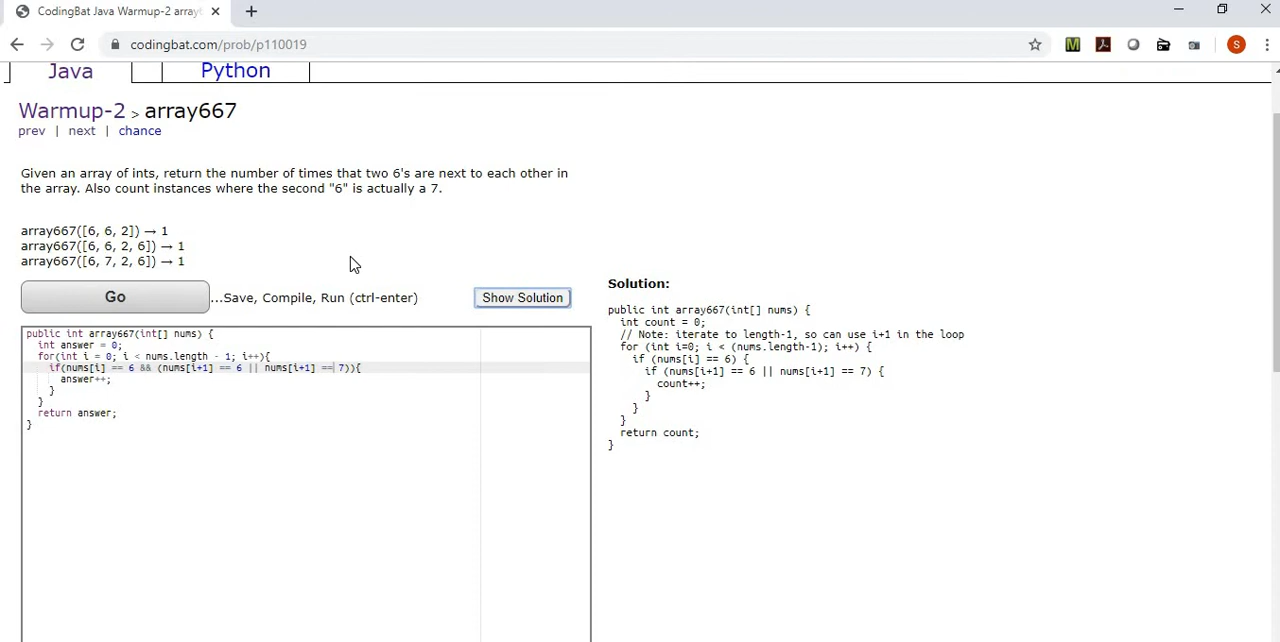 CodingBat Java Warmup-2 array
codingbat.com/prob/p110019
Java
Python
Warmup-2 > array667
prev | next | chance
Given an array of ints, return the number of times that two 6's are next to each other in
the array. Also count instances where the second "6" is actually a 7.
array667([6, 6, 2]) → 1
array667([6, 6, 2, 6]) → 1
array667([6, 7, 2, 6]) → 1
Go
...Save, Compile, Run (ctrl-enter)
Show Solution
public int array667(int[] nums) {
int answer = 0;
for(int i = 0; i < nums.length - 1; i++){
if(nums[i] == 6 && (nums[i+1] == 6 || nums[i+1] == 7)){
answer++;
}
}
return answer;
}
Solution:
public int array667(int[] nums) {
int count = 0;
// Note: iterate to length-1, so can use i+1 in the loop
for (int i=0; i < (nums.length-1); i++) {
if (nums[i] == 6) {
if (nums[i+1] == 6 || nums[i+1] == 7) {
count++;
}
}
}
return count;
}
M
S